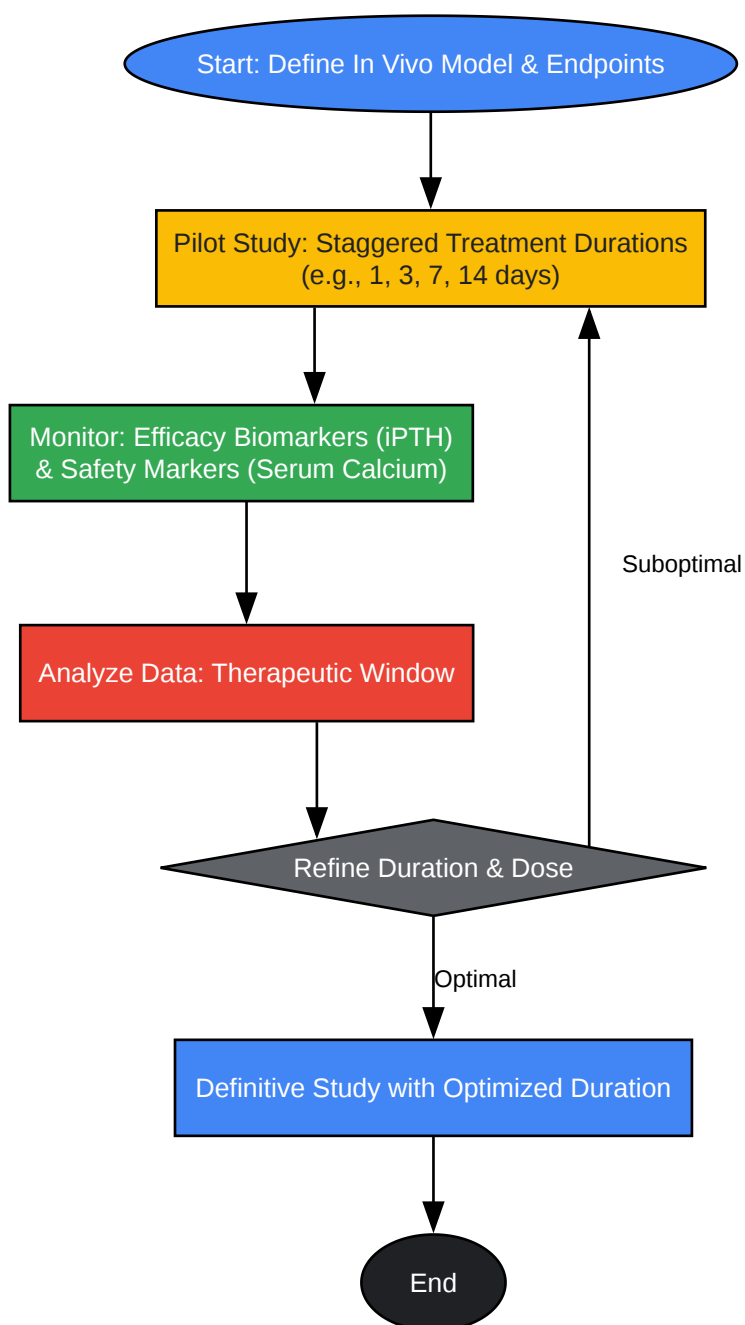 Start: Define In Vivo Model & Endpoints
Pilot Study: Staggered Treatment Durations
(e.g., 1, 3, 7, 14 days)
Monitor: Efficacy Biomarkers (iPTH)
& Safety Markers (Serum Calcium)
Suboptimal
Analyze Data: Therapeutic Window
Refine Duration & Dose
Optimal
Definitive Study with Optimized Duration
End